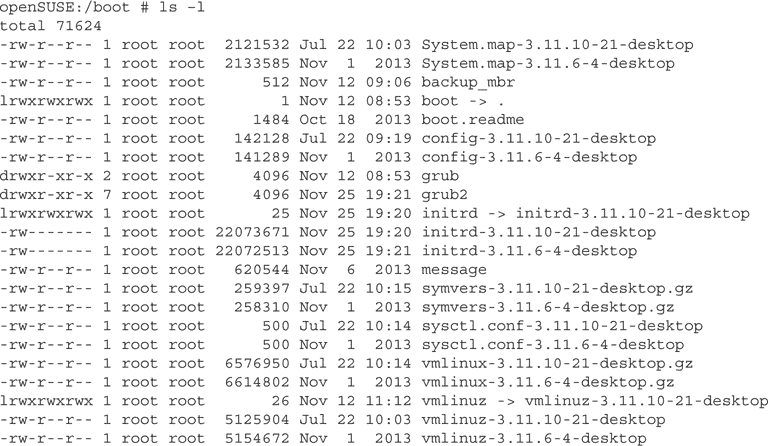 openSUSE:/boot # ls -l
total 71624
-rw-r--r-- 1 root root  2121532 Jul 22 10:03 System.map-3.11.10-21-desktop
-rw-r--r-- 1 root root  2133585 Nov  1  2013 System.map-3.11.6-4-desktop
-rw-r--r-- 1 root root      512 Nov 12 09:06 backup_mbr
lrwxrwxrwx 1 root root        1 Nov 12 08:53 boot -> .
-rw-r--r-- 1 root root     1484 Oct 18  2013 boot.readme
-rw-r--r-- 1 root root   142128 Jul 22 09:19 config-3.11.10-21-desktop
-rw-r--r-- 1 root root   141289 Nov  1  2013 config-3.11.6-4-desktop
drwxr-xr-x 2 root root     4096 Nov 12 08:53 grub
drwxr-xr-x 7 root root     4096 Nov 25 19:21 grub2
lrwxrwxrwx 1 root root       25 Nov 25 19:20 initrd -> initrd-3.11.10-21-desktop
-rw------- 1 root root 22073671 Nov 25 19:20 initrd-3.11.10-21-desktop
-rw------- 1 root root 22072513 Nov 25 19:21 initrd-3.11.6-4-desktop
-rw-r--r-- 1 root root   620544 Nov  6  2013 message
-rw-r--r-- 1 root root   259397 Jul 22 10:15 symvers-3.11.10-21-desktop.gz
-rw-r--r-- 1 root root   258310 Nov  1  2013 symvers-3.11.6-4-desktop.gz
-rw-r--r-- 1 root root      500 Jul 22 10:14 sysctl.conf-3.11.10-21-desktop
-rw-r--r-- 1 root root      500 Nov  1  2013 sysctl.conf-3.11.6-4-desktop
-rw-r--r-- 1 root root  6576950 Jul 22 10:14 vmlinux-3.11.10-21-desktop.gz
-rw-r--r-- 1 root root  6614802 Nov  1  2013 vmlinux-3.11.6-4-desktop.gz
lrwxrwxrwx 1 root root       26 Nov 12 11:12 vmlinuz -> vmlinuz-3.11.10-21-desktop
-rw-r--r-- 1 root root  5125904 Jul 22 10:03 vmlinuz-3.11.10-21-desktop
-rw-r--r-- 1 root root  5154672 Nov  1  2013 vmlinuz-3.11.6-4-desktop